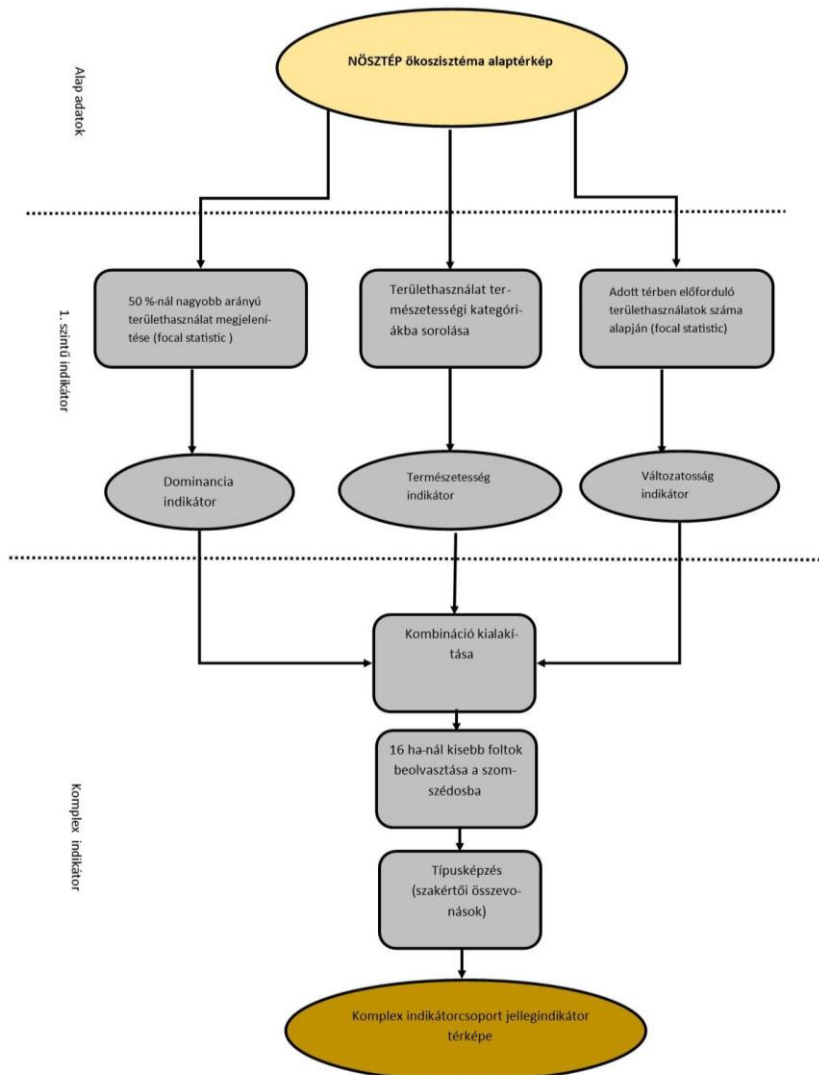 NÖSZTÉP ökoszisztéma alaptérkép
Alap adatok
50 %-nál nagyobb arányú
területhasználat megjelení-
tése (focal statistic )
Területhasználat ter-
mészetességi kategóri-
ákba sorolása
Adott térben előforduló
területhasználatok száma
alapján (focal statistic)
1. szintű indikátor
Dominancia
indikátor
Természetesség
indikátor
Változatosság
indikátor
Kombináció kialakí-
tása
16 ha-nál kisebb foltok
beolvasztása a szom-
szédosba
Komplex indikátor
Típusképzés
(szakértői összevo-
nások)
Komplex indikátorcsoport jellegindikátor
térképe